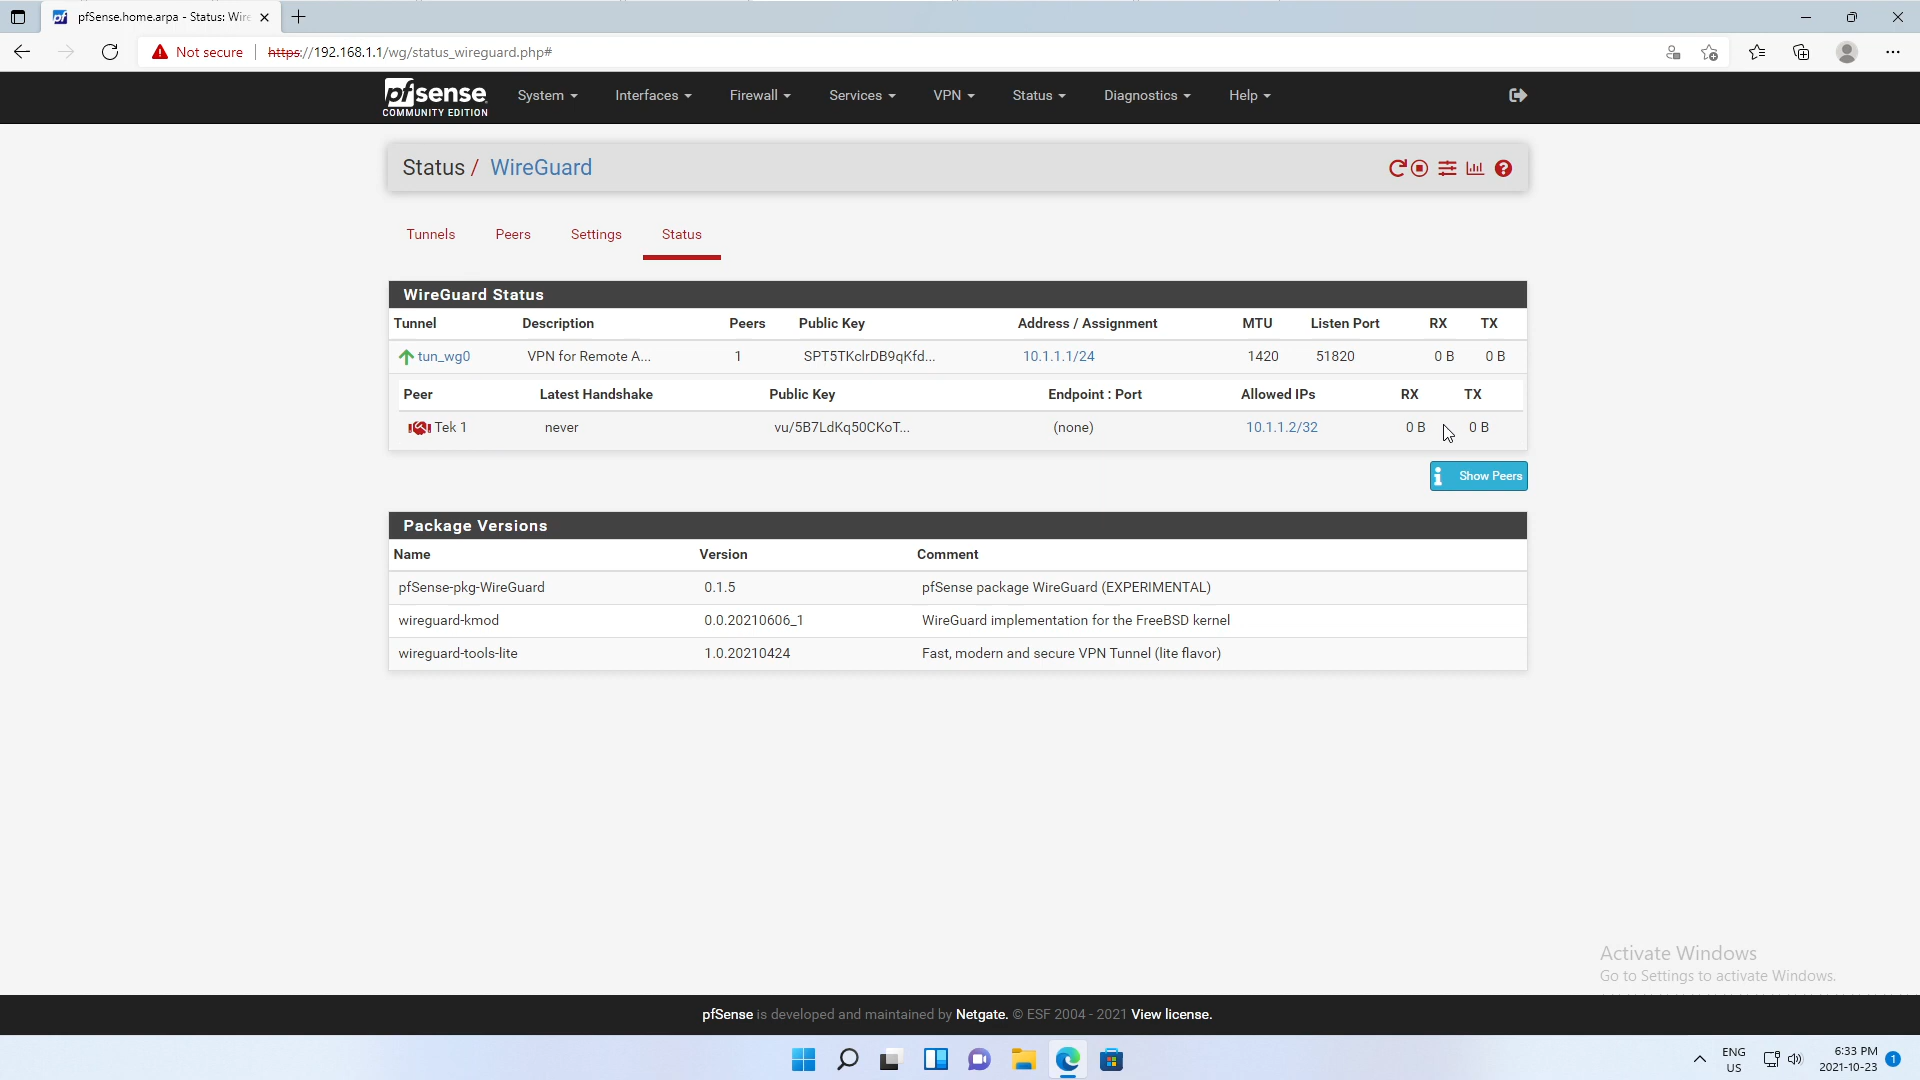 pfSense.home.arpa - Status: Wire
Not secure https://192.168.1.1/wg/status_wireguard.php#
pfsense System Interfaces Firewall Services VPN Status Diagnostics Help
COMMUNITY EDITION
Status / WireGuard
Tunnels Peers Settings Status
WireGuard Status
Tunnel Description Peers Public Key Address / Assignment MTU Listen Port RX TX
tun_wg0 VPN for Remote A... 1 SPT5TKclrDB9qKfd... 10.1.1.1/24 1420 51820 0 B 0 B
Peer Latest Handshake Public Key Endpoint : Port Allowed IPs RX TX
Tek 1 never vu/5B7LdKq50CKoT... (none) 10.1.1.2/32 0 B 0 B
Show Peers
Package Versions
Name Version Comment
pfSense-pkg-WireGuard 0.1.5 pfSense package WireGuard (EXPERIMENTAL)
wireguard-kmod 0.0.20210606_1 WireGuard implementation for the FreeBSD kernel
wireguard-tools-lite 1.0.20210424 Fast, modern and secure VPN Tunnel (lite flavor)
Activate Windows
Go to Settings to activate Windows.
pfSense is developed and maintained by Netgate. © ESF 2004 - 2021 View license.
ENG 6:33 PM
US 2021-10-23 1